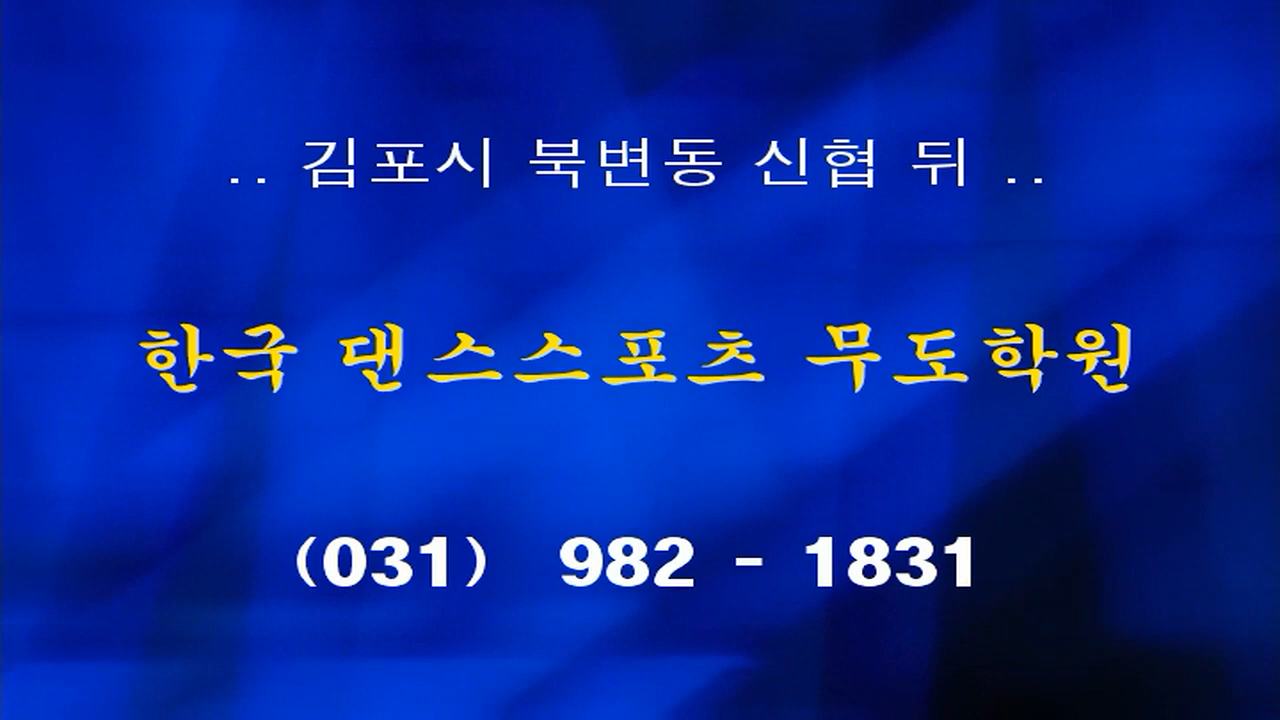 .. 김포시 북변동 신협 뒤 ..
한국 댄스스포츠 무도학원
(031) 982 - 1831